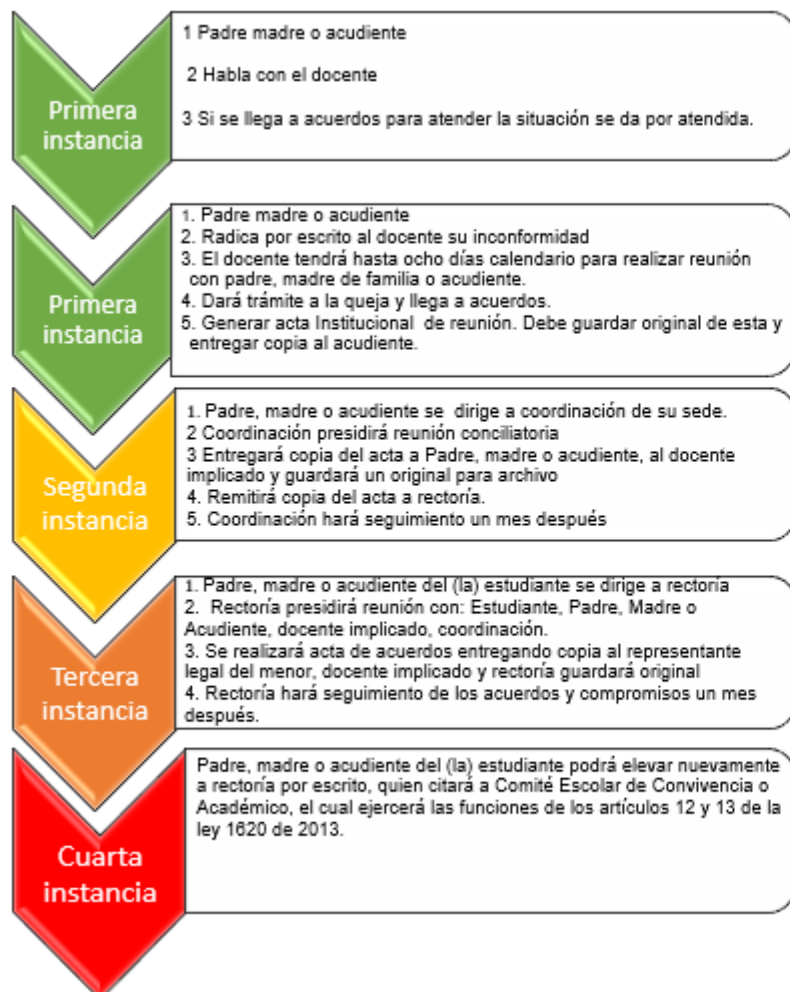 Primera
instancia
1 Padre madre o acudiente
2 Habla con el docente
3 Si se llega a acuerdos para atender la situación se da por atendida.
Primera
instancia
1. Padre madre o acudiente
2. Radica por escrito al docente su inconformidad
3. El docente tendrá hasta ocho días calendario para realizar reunión
con padre, madre de familia o acudiente.
4. Dará trámite a la queja y llega a acuerdos.
5. Generar acta Institucional de reunión. Debe guardar original de esta y
entregar copia al acudiente.
Segunda
instancia
1. Padre, madre o acudiente se dirige a coordinación de su sede.
2 Coordinación presidirá reunión conciliatoria
3 Entregará copia del acta a Padre, madre o acudiente, al docente
implicado y guardará un original para archivo
4. Remitirá copia del acta a rectoría.
5. Coordinación hará seguimiento un mes después
Tercera
instancia
1. Padre, madre o acudiente del (la) estudiante se dirige a rectoría
2. Rectoría presidirá reunión con: Estudiante, Padre, Madre o
Acudiente, docente implicado, coordinación.
3. Se realizará acta de acuerdos entregando copia al representante
legal del menor, docente implicado y rectoría guardará original
4. Rectoría hará seguimiento de los acuerdos y compromisos un mes
después.
Cuarta
instancia
Padre, madre o acudiente del (la) estudiante podrá elevar nuevamente
a rectoría por escrito, quien citará a Comité Escolar de Convivencia o
Académico, el cual ejercerá las funciones de los artículos 12 y 13 de la
ley 1620 de 2013.